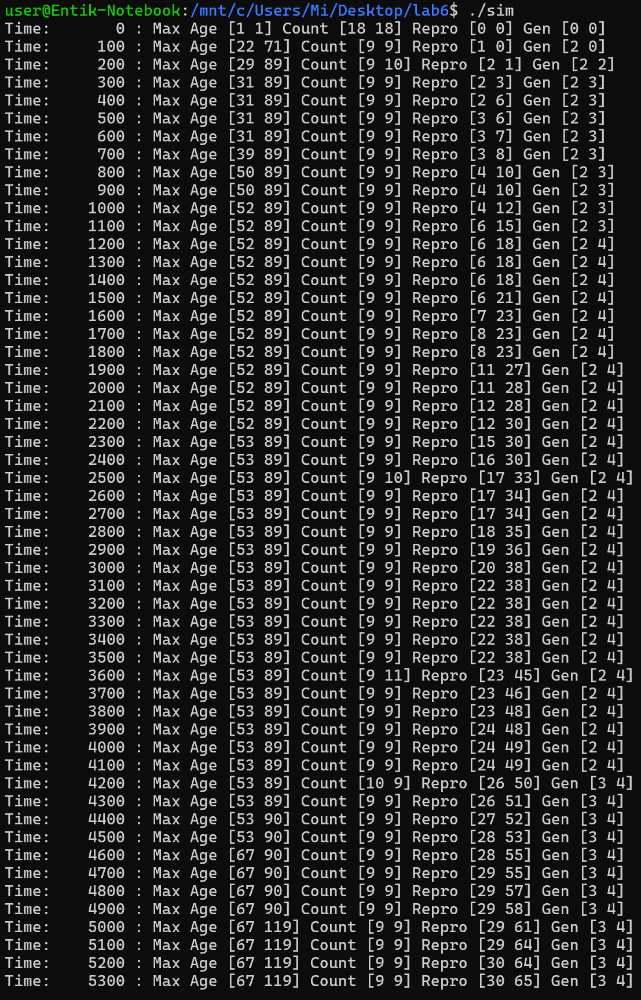 user@Entik-Notebook:/mnt/c/Users/Mi/Desktop/lab6$ ./sim
Time:       0 : Max Age [1 1] Count [18 18] Repro [0 0] Gen [0 0]
Time:     100 : Max Age [22 71] Count [9 9] Repro [1 0] Gen [2 0]
Time:     200 : Max Age [29 89] Count [9 10] Repro [2 1] Gen [2 2]
Time:     300 : Max Age [31 89] Count [9 9] Repro [2 3] Gen [2 3]
Time:     400 : Max Age [31 89] Count [9 9] Repro [2 6] Gen [2 3]
Time:     500 : Max Age [31 89] Count [9 9] Repro [3 6] Gen [2 3]
Time:     600 : Max Age [31 89] Count [9 9] Repro [3 7] Gen [2 3]
Time:     700 : Max Age [39 89] Count [9 9] Repro [3 8] Gen [2 3]
Time:     800 : Max Age [50 89] Count [9 9] Repro [4 10] Gen [2 3]
Time:     900 : Max Age [50 89] Count [9 9] Repro [4 10] Gen [2 3]
Time:    1000 : Max Age [52 89] Count [9 9] Repro [4 12] Gen [2 3]
Time:    1100 : Max Age [52 89] Count [9 9] Repro [6 15] Gen [2 3]
Time:    1200 : Max Age [52 89] Count [9 9] Repro [6 18] Gen [2 4]
Time:    1300 : Max Age [52 89] Count [9 9] Repro [6 18] Gen [2 4]
Time:    1400 : Max Age [52 89] Count [9 9] Repro [6 18] Gen [2 4]
Time:    1500 : Max Age [52 89] Count [9 9] Repro [6 21] Gen [2 4]
Time:    1600 : Max Age [52 89] Count [9 9] Repro [7 23] Gen [2 4]
Time:    1700 : Max Age [52 89] Count [9 9] Repro [8 23] Gen [2 4]
Time:    1800 : Max Age [52 89] Count [9 9] Repro [8 23] Gen [2 4]
Time:    1900 : Max Age [52 89] Count [9 9] Repro [11 27] Gen [2 4]
Time:    2000 : Max Age [52 89] Count [9 9] Repro [11 28] Gen [2 4]
Time:    2100 : Max Age [52 89] Count [9 9] Repro [12 28] Gen [2 4]
Time:    2200 : Max Age [52 89] Count [9 9] Repro [12 30] Gen [2 4]
Time:    2300 : Max Age [53 89] Count [9 9] Repro [15 30] Gen [2 4]
Time:    2400 : Max Age [53 89] Count [9 9] Repro [16 30] Gen [2 4]
Time:    2500 : Max Age [53 89] Count [9 10] Repro [17 33] Gen [2 4]
Time:    2600 : Max Age [53 89] Count [9 9] Repro [17 34] Gen [2 4]
Time:    2700 : Max Age [53 89] Count [9 9] Repro [17 34] Gen [2 4]
Time:    2800 : Max Age [53 89] Count [9 9] Repro [18 35] Gen [2 4]
Time:    2900 : Max Age [53 89] Count [9 9] Repro [19 36] Gen [2 4]
Time:    3000 : Max Age [53 89] Count [9 9] Repro [20 38] Gen [2 4]
Time:    3100 : Max Age [53 89] Count [9 9] Repro [22 38] Gen [2 4]
Time:    3200 : Max Age [53 89] Count [9 9] Repro [22 38] Gen [2 4]
Time:    3300 : Max Age [53 89] Count [9 9] Repro [22 38] Gen [2 4]
Time:    3400 : Max Age [53 89] Count [9 9] Repro [22 38] Gen [2 4]
Time:    3500 : Max Age [53 89] Count [9 9] Repro [22 38] Gen [2 4]
Time:    3600 : Max Age [53 89] Count [9 11] Repro [23 45] Gen [2 4]
Time:    3700 : Max Age [53 89] Count [9 9] Repro [23 46] Gen [2 4]
Time:    3800 : Max Age [53 89] Count [9 9] Repro [23 48] Gen [2 4]
Time:    3900 : Max Age [53 89] Count [9 9] Repro [24 48] Gen [2 4]
Time:    4000 : Max Age [53 89] Count [9 9] Repro [24 49] Gen [2 4]
Time:    4100 : Max Age [53 89] Count [9 9] Repro [24 49] Gen [2 4]
Time:    4200 : Max Age [53 89] Count [10 9] Repro [26 50] Gen [3 4]
Time:    4300 : Max Age [53 89] Count [9 9] Repro [26 51] Gen [3 4]
Time:    4400 : Max Age [53 90] Count [9 9] Repro [27 52] Gen [3 4]
Time:    4500 : Max Age [53 90] Count [9 9] Repro [28 53] Gen [3 4]
Time:    4600 : Max Age [67 90] Count [9 9] Repro [28 55] Gen [3 4]
Time:    4700 : Max Age [67 90] Count [9 9] Repro [29 55] Gen [3 4]
Time:    4800 : Max Age [67 90] Count [9 9] Repro [29 57] Gen [3 4]
Time:    4900 : Max Age [67 90] Count [9 9] Repro [29 58] Gen [3 4]
Time:    5000 : Max Age [67 119] Count [9 9] Repro [29 61] Gen [3 4]
Time:    5100 : Max Age [67 119] Count [9 9] Repro [29 64] Gen [3 4]
Time:    5200 : Max Age [67 119] Count [9 9] Repro [30 64] Gen [3 4]
Time:    5300 : Max Age [67 119] Count [9 9] Repro [30 65] Gen [3 4]